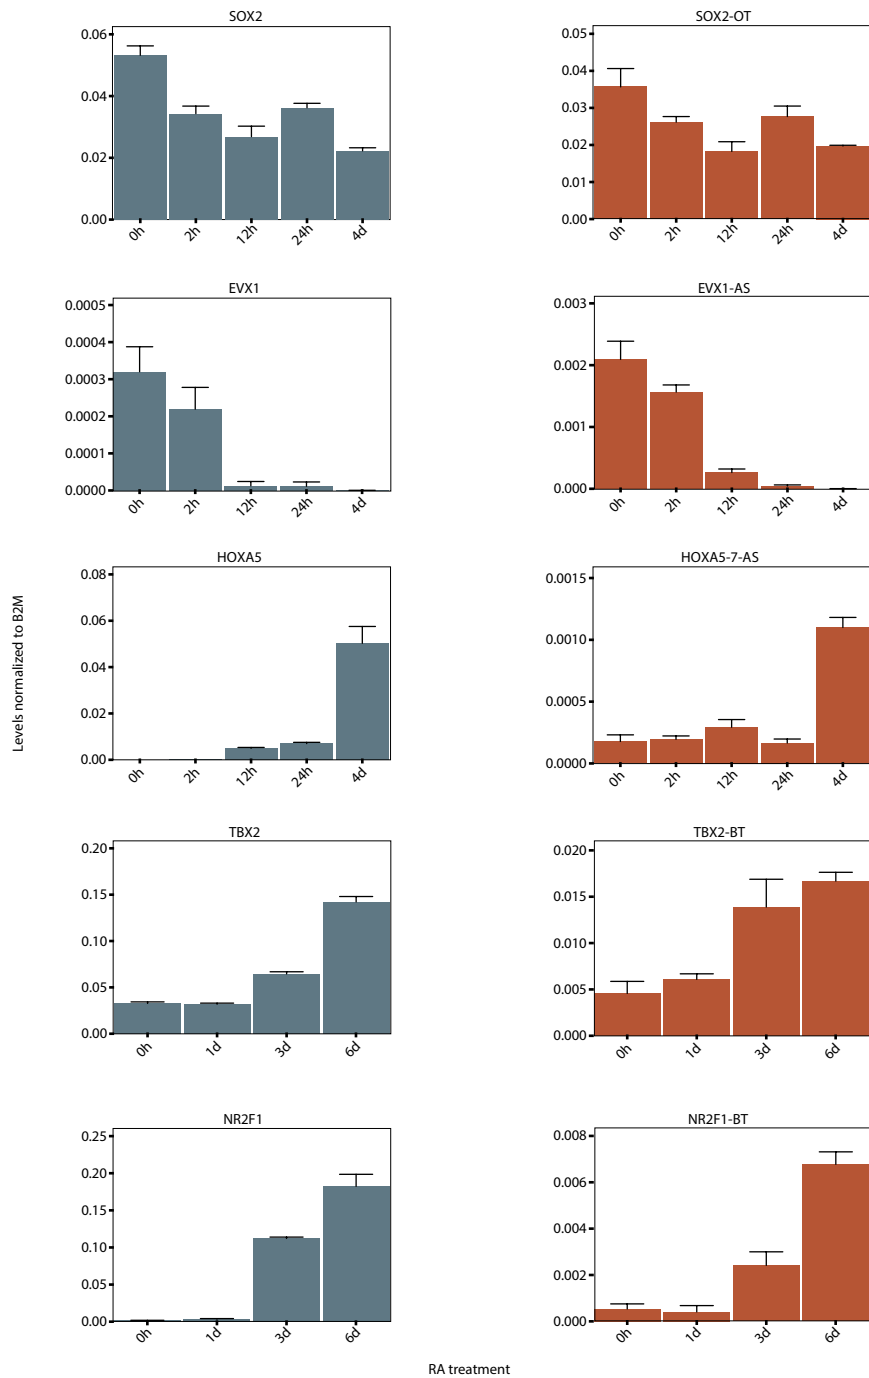 SOX2
0.06
0.04
0.02
0.00
0h
2h
12h
24h
4d
SOX2-OT
0.05
0.04
0.03
0.02
0.01
0.00
0h
2h
12h
24h
4d
EVX1
0.0005
0.0004
0.0003
0.0002
0.0001
0.0000
0h
2h
12h
24h
4d
EVX1-AS
0.003
0.002
0.001
0.000
0h
2h
12h
24h
4d
Levels normalized to B2M
HOXA5
0.08
0.06
0.04
0.02
0.00
0h
2h
12h
24h
4d
HOXA5-7-AS
0.0015
0.0010
0.0005
0.0000
0h
2h
12h
24h
4d
TBX2
0.20
0.15
0.10
0.05
0.00
0h
1d
3d
6d
TBX2-BT
0.020
0.015
0.010
0.005
0.000
0h
1d
3d
6d
NR2F1
0.25
0.20
0.15
0.10
0.05
0.00
0h
1d
3d
6d
NR2F1-BT
0.008
0.006
0.004
0.002
0.000
0h
1d
3d
6d
RA treatment